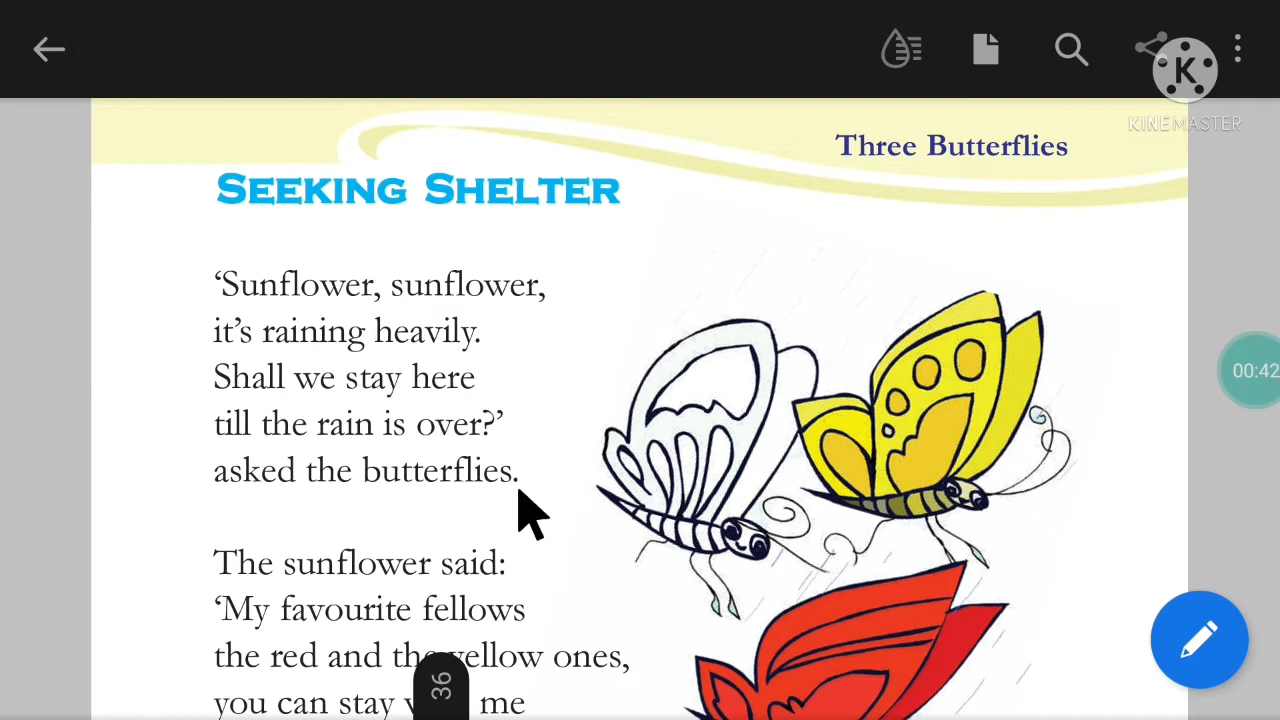 K
KINEMASTER
Three Butterflies
SEEKING SHELTER
‘Sunflower, sunflower,
it’s raining heavily.
Shall we stay here
till the rain is over?’
asked the butterflies.
00:42
The sunflower said:
‘My favourite fellows
the red and the yellow ones,
you can stay me
36